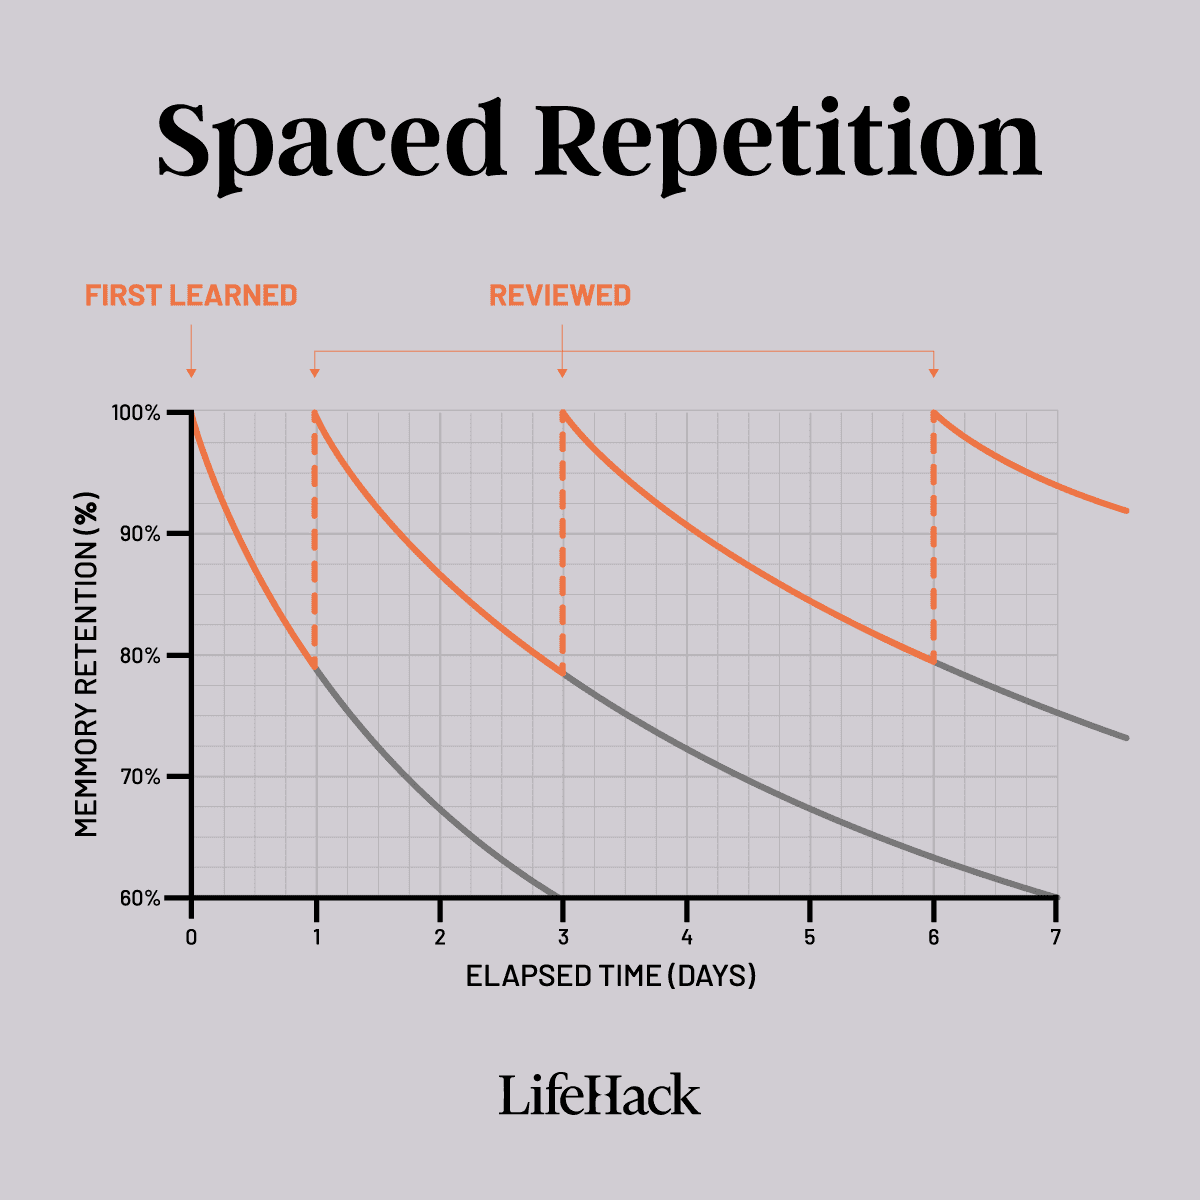 Spaced Repetition
FIRST LEARNED
REVIEWED
100%
90%
80%
70%
60%
MEMMORY RETENTION (%)
0 1 2 3 4 5 6 7
ELAPSED TIME (DAYS)
LifeHack